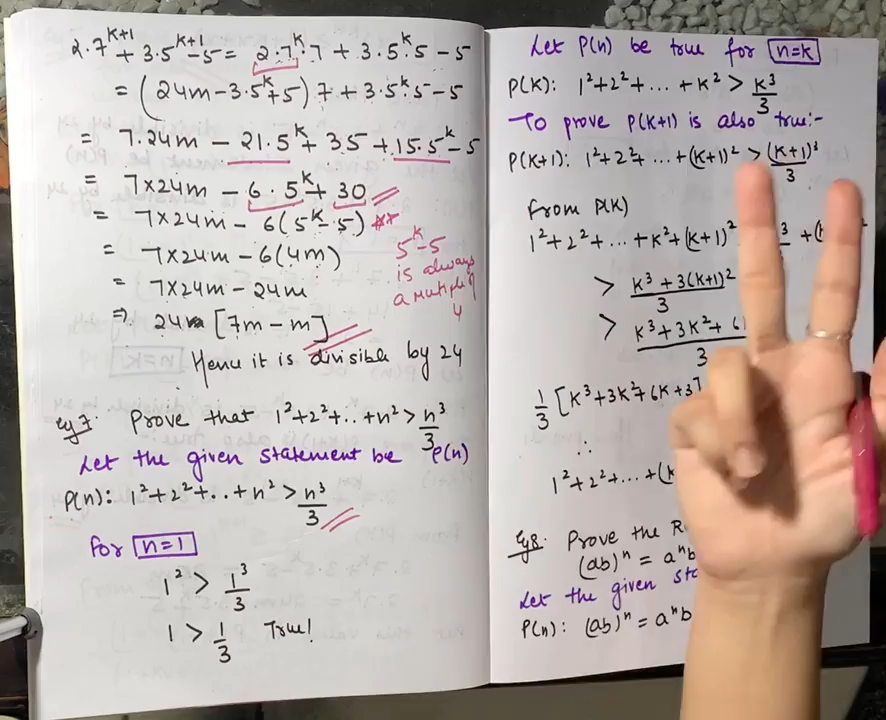 2·7^{k+1} + 3·5^{k+1} - 5 = 2·7^k·7 + 3·5^k·5 - 5
= (24m - 3·5^k + 5) 7 + 3·5^k·5 - 5
= 7·24m - 21·5^k + 35 + 15·5^k - 5
= 7×24m - 6·5^k + 30
= 7×24m - 6(5^k - 5) **
= 7×24m - 6(4m)
= 7×24m - 24m
⇒ 24 [7m - m]
5^k - 5
is always
a multiple of
4
Hence it is divisible by 24
Eg 7. Prove that 1²+2²+..+n² > n³/3
Let the given statement be P(n)
P(n): 1²+2²+..+n² > n³/3
For n=1
1² > 1³/3
1 > 1/3 True!
Let P(n) be true for n=k
P(K): 1²+2²+...+K² > K³/3
To prove P(K+1) is also true:-
P(K+1): 1²+2²+...+(K+1)² > (K+1)³/3
From P(K)
1²+2²+...+K²+(K+1)²
> K³+3(K+1)²/3
> K³+3K²+6
3
1/3 [K³+3K²+6K+3
∴
1²+2²+...+(K
Eg 8. Prove the
(ab)^n = a^n b
Let the given
P(n): (ab)^n = a^n b